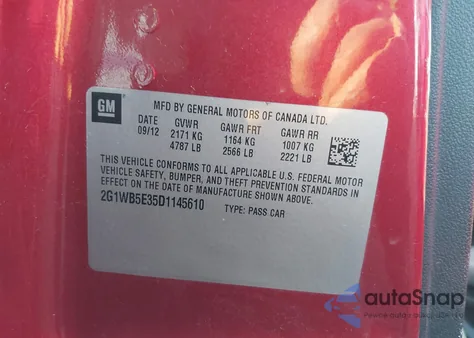 GM
MFD BY GENERAL MOTORS OF CANADA LTD.
DATE GVWR GAWR FRT GAWR RR
09/12 2171 KG 1164 KG 1007 KG
4787 LB 2566 LB 2221 LB
THIS VEHICLE CONFORMS TO ALL APPLICABLE U.S. FEDERAL MOTOR
VEHICLE SAFETY, BUMPER, AND THEFT PREVENTION STANDARDS IN
EFFECT ON THE DATE OF MANUFACTURE SHOWN ABOVE.
2G1WB5E35D1145610 TYPE: PASS CAR
autoSnap